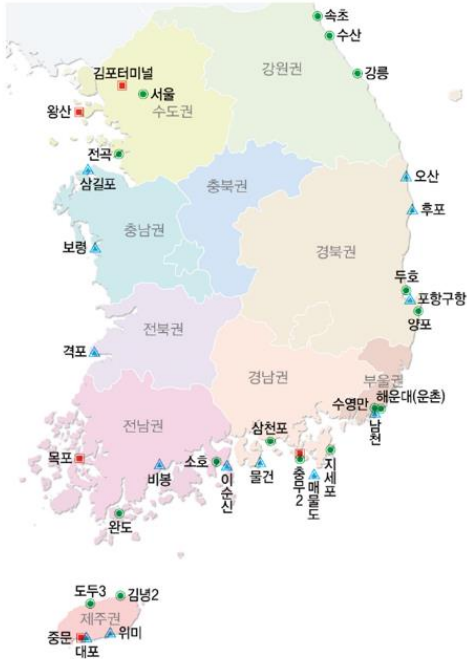 속초
수산
강원권
강릉
김포터미널
서울
수도권
왕산
전곡
삼길포
충북권
오산
후포
충남권
보령
경북권
두호
포항구항
양포
전북권
격포
경남권
부울권
해운대(운촌)
수영만
남천
전남권
삼천포
목포
비봉
소호
이순신
물건
충무2
매물도
지세포
완도
도두3
김녕2
제주권
중문
대포
위미